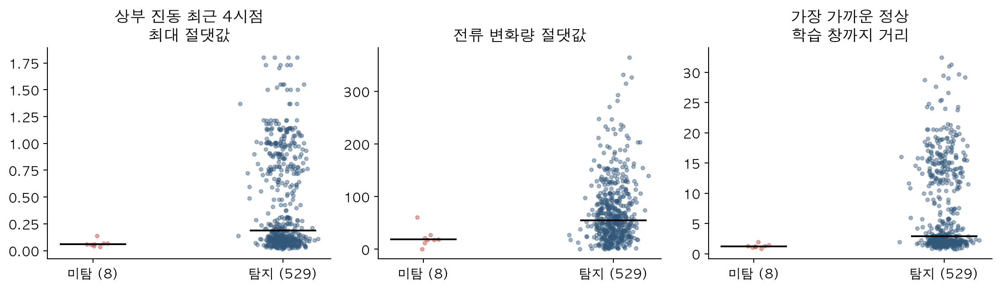 상부 진동 최근 4시점
최대 절댓값
1.75
1.50
1.25
1.00
0.75
0.50
0.25
0.00
미탐 (8)
탐지 (529)
전류 변화량 절댓값
300
200
100
0
미탐 (8)
탐지 (529)
가장 가까운 정상
학습 창까지 거리
30
25
20
15
10
5
0
미탐 (8)
탐지 (529)